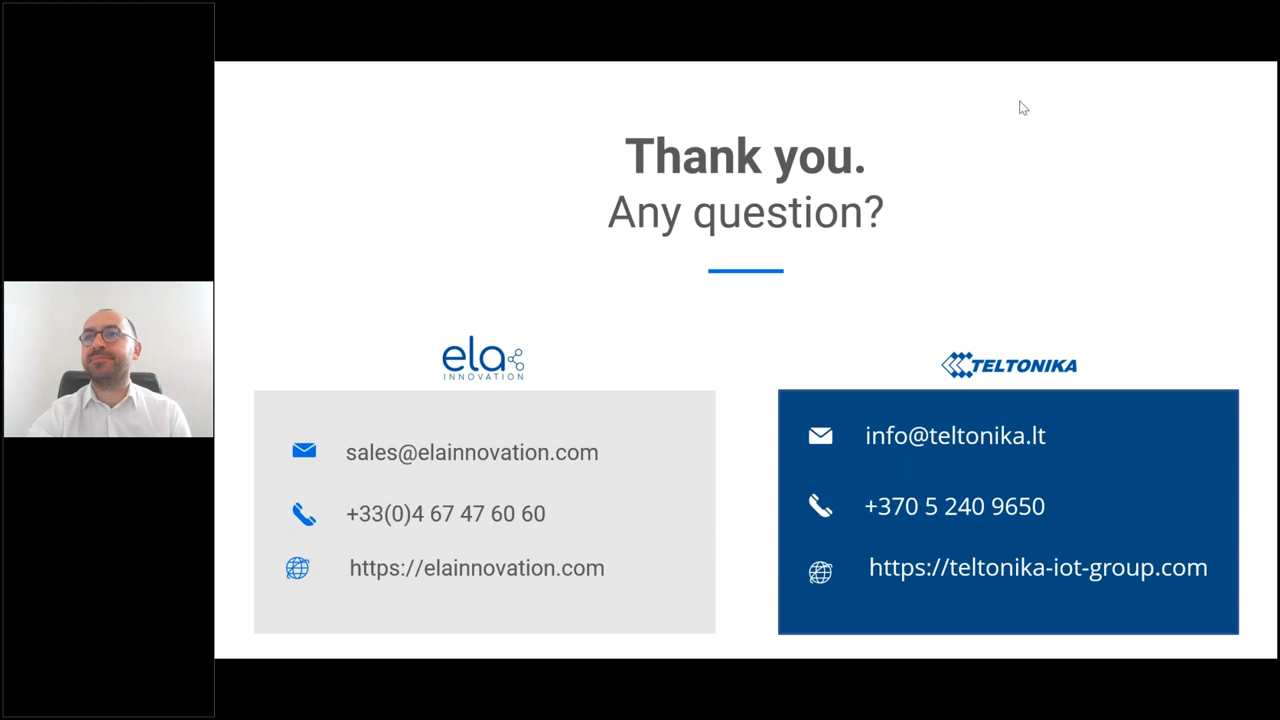 Thank you.
Any question?
ela
INNOVATION
sales@elainnovation.com
+33(0)4 67 47 60 60
https://elainnovation.com
TELTONIKA
info@teltonika.lt
+370 5 240 9650
https://teltonika-iot-group.com